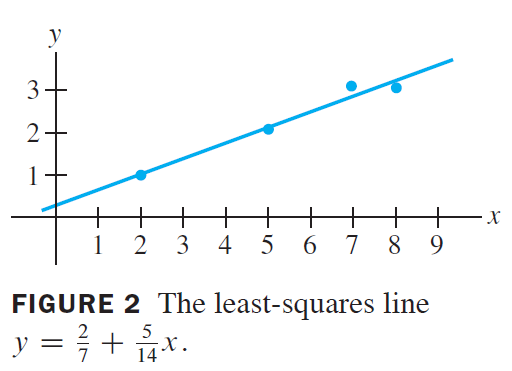 y
3
2
1
x
1 2 3 4 5 6 7 8 9
FIGURE 2 The least-squares line
y = 2/7 + 5/14 x.